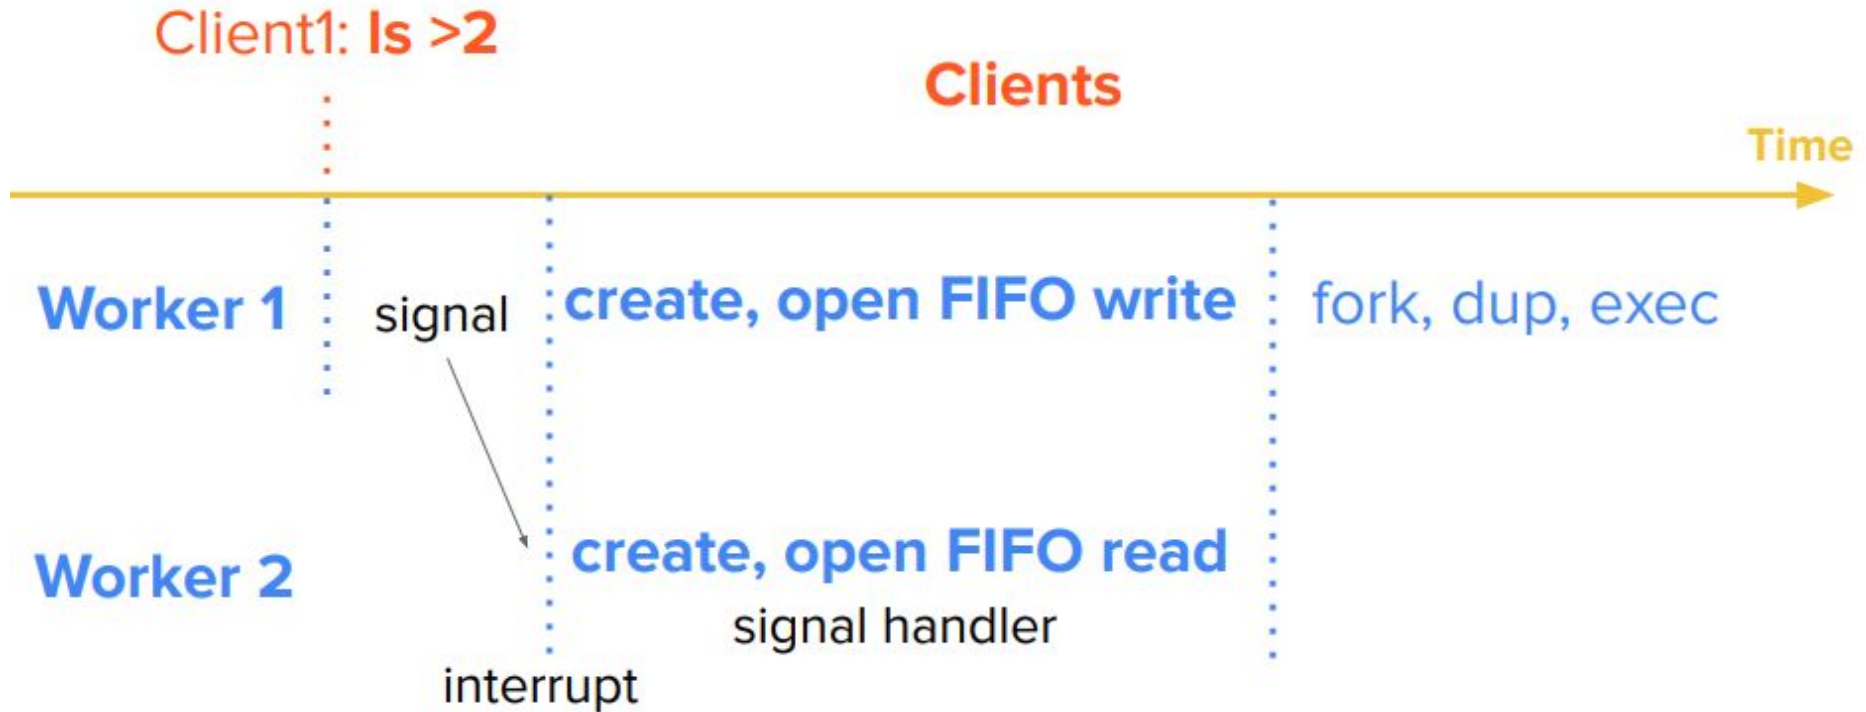 Client1: ls >2
Clients
Time
Worker 1
signal
create, open FIFO write
fork, dup, exec
Worker 2
create, open FIFO read
signal handler
interrupt